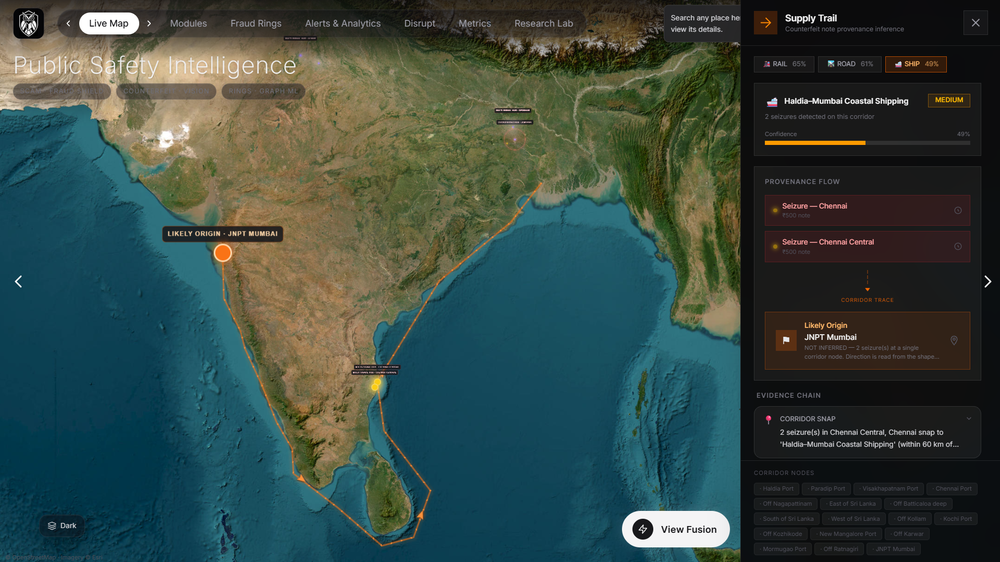 Live Map
Modules
Fraud Rings
Alerts & Analytics
Disrupt
Metrics
Research Lab
Search any place he
view its details.
Public Safety Intelligence
SCAM · FRAUD SHIELD
COUNTERFEIT · VISION
RINGS · GRAPH ML
LIKELY ORIGIN · JNPT MUMBAI
MULTI SIGNAL HUB · CHENNAI CENTRAL
Dark
View Fusion
© OpenStreetMap · Imagery © Esri
Supply Trail
Counterfeit note provenance inference
RAIL 65%
ROAD 61%
SHIP 49%
Haldia–Mumbai Coastal Shipping
MEDIUM
2 seizures detected on this corridor
Confidence
49%
PROVENANCE FLOW
Seizure — Chennai
₹500 note
Seizure — Chennai Central
₹500 note
CORRIDOR TRACE
Likely Origin
JNPT Mumbai
NOT INFERRED — 2 seizure(s) at a single
corridor node. Direction is read from the shape...
EVIDENCE CHAIN
CORRIDOR SNAP
2 seizure(s) in Chennai Central, Chennai snap to
'Haldia–Mumbai Coastal Shipping' (within 60 km of...
CORRIDOR NODES
· Haldia Port
· Paradip Port
· Visakhapatnam Port
· Chennai Port
· Off Nagapattinam
· East of Sri Lanka
· Off Batticaloa deep
· South of Sri Lanka
· West of Sri Lanka
· Off Kollam
· Kochi Port
· Off Kozhikode
· New Mangalore Port
· Off Karwar
· Mormugao Port
· Off Ratnagiri
· JNPT Mumbai